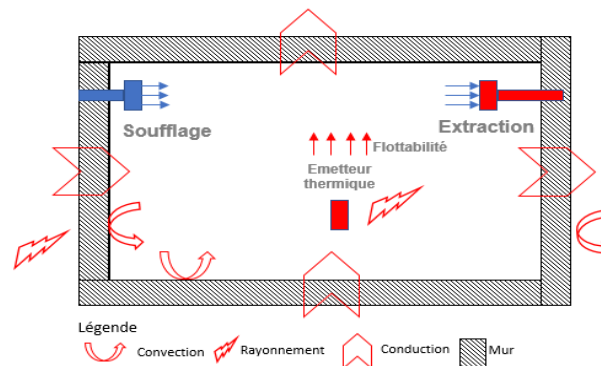 Soufflage
Extraction
Flottabilité
Emetteur
thermique
Légende
Convection
Rayonnement
Conduction
Mur